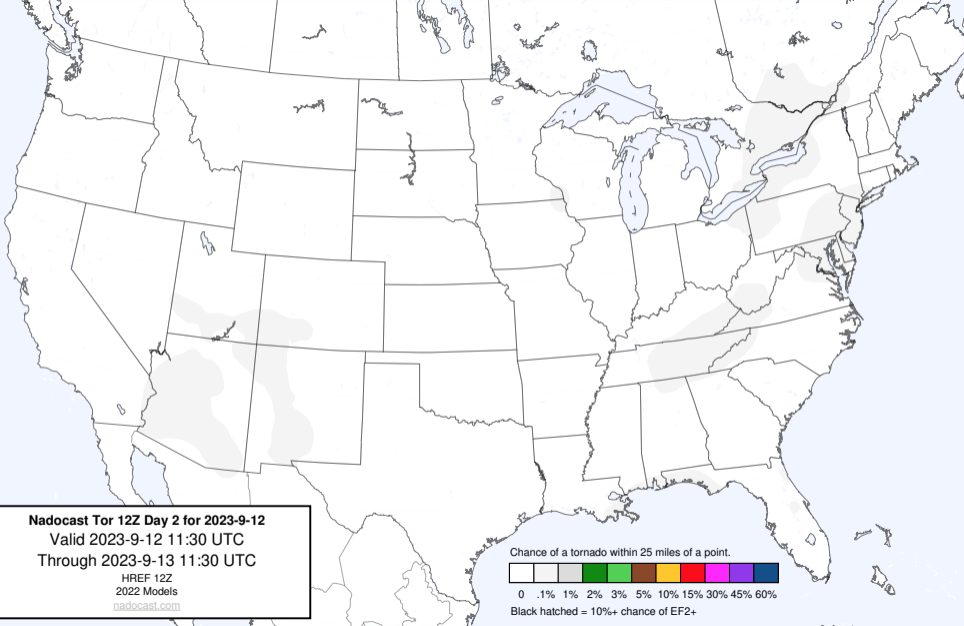 Nadocast Tor 12Z Day 2 for 2023-9-12
Valid 2023-9-12 11:30 UTC
Through 2023-9-13 11:30 UTC
HREF 12Z
2022 Models
nadocast.com
Chance of a tornado within 25 miles of a point.
0 .1% 1% 2% 3% 5% 10% 15% 30% 45% 60%
Black hatched = 10%+ chance of EF2+